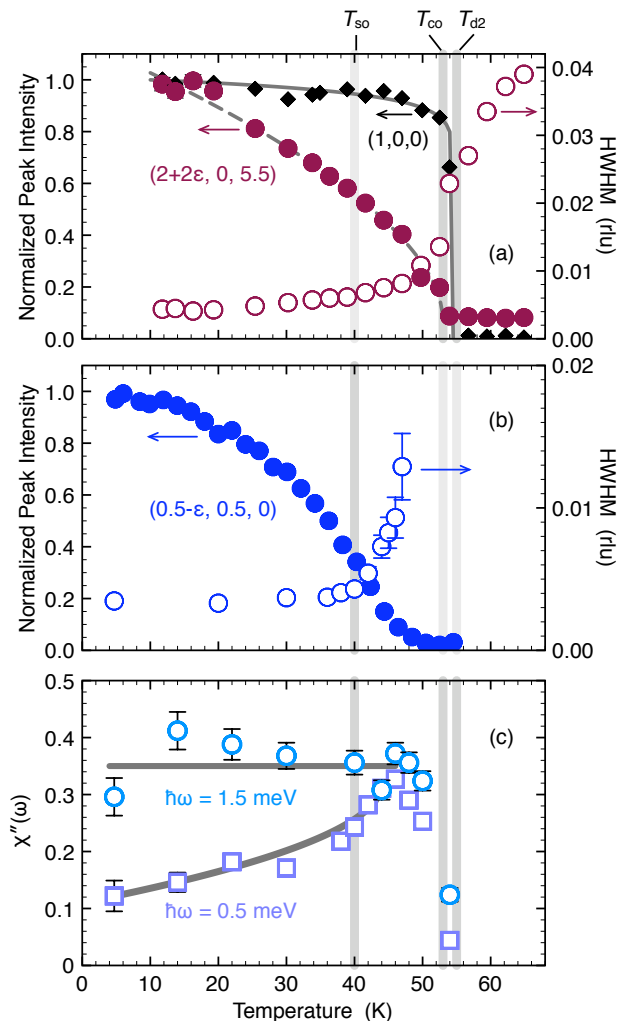 Tso Tco Td2
1.0
0.8
0.6
0.4
0.2
0.0
Normalized Peak Intensity
(1,0,0)
(2+2ε, 0, 5.5)
(a)
0.04
0.03
0.02
0.01
0.00
HWHM (rlu)
1.0
0.8
0.6
0.4
0.2
0.0
Normalized Peak Intensity
(b)
(0.5-ε, 0.5, 0)
0.02
0.01
0.00
HWHM (rlu)
0.5
0.4
0.3
0.2
0.1
0
χ″(ω)
(c)
ħω = 1.5 meV
ħω = 0.5 meV
0 10 20 30 40 50 60
Temperature (K)